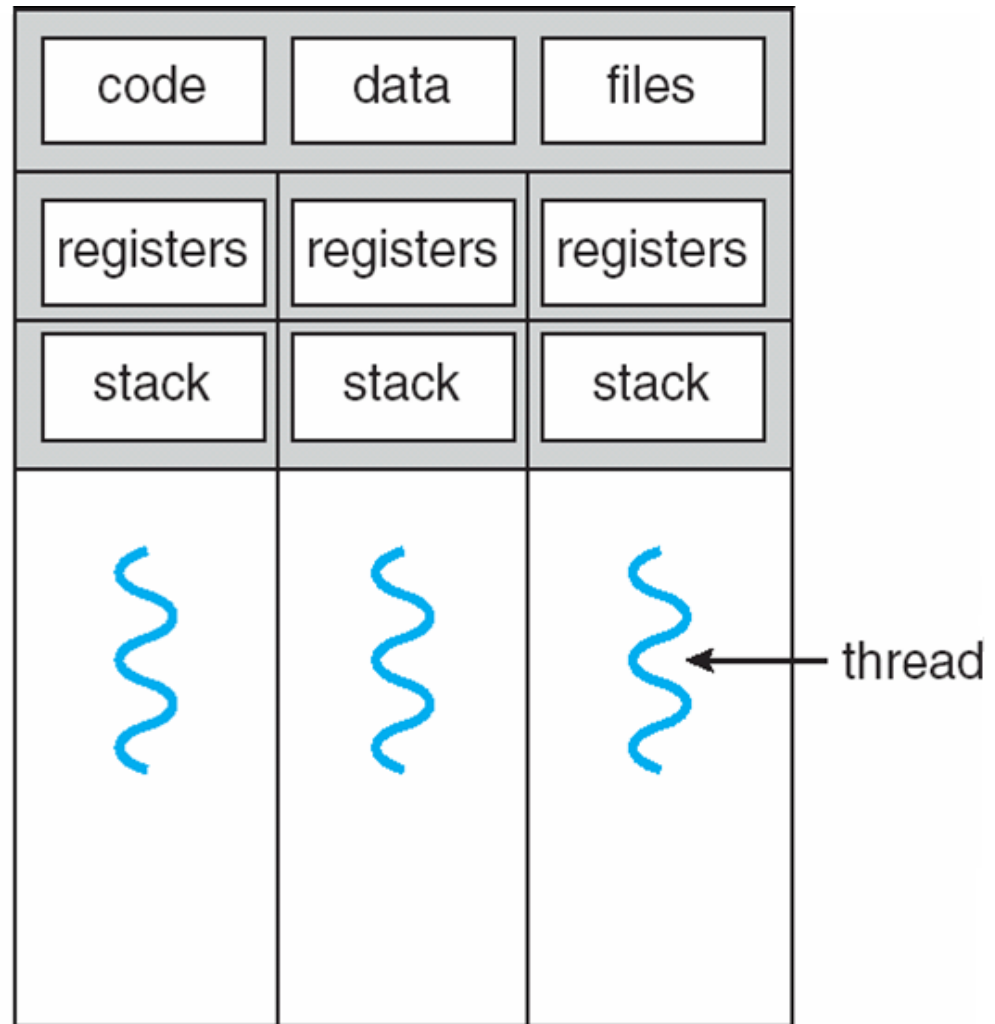 code data files
registers registers registers
stack stack stack
thread